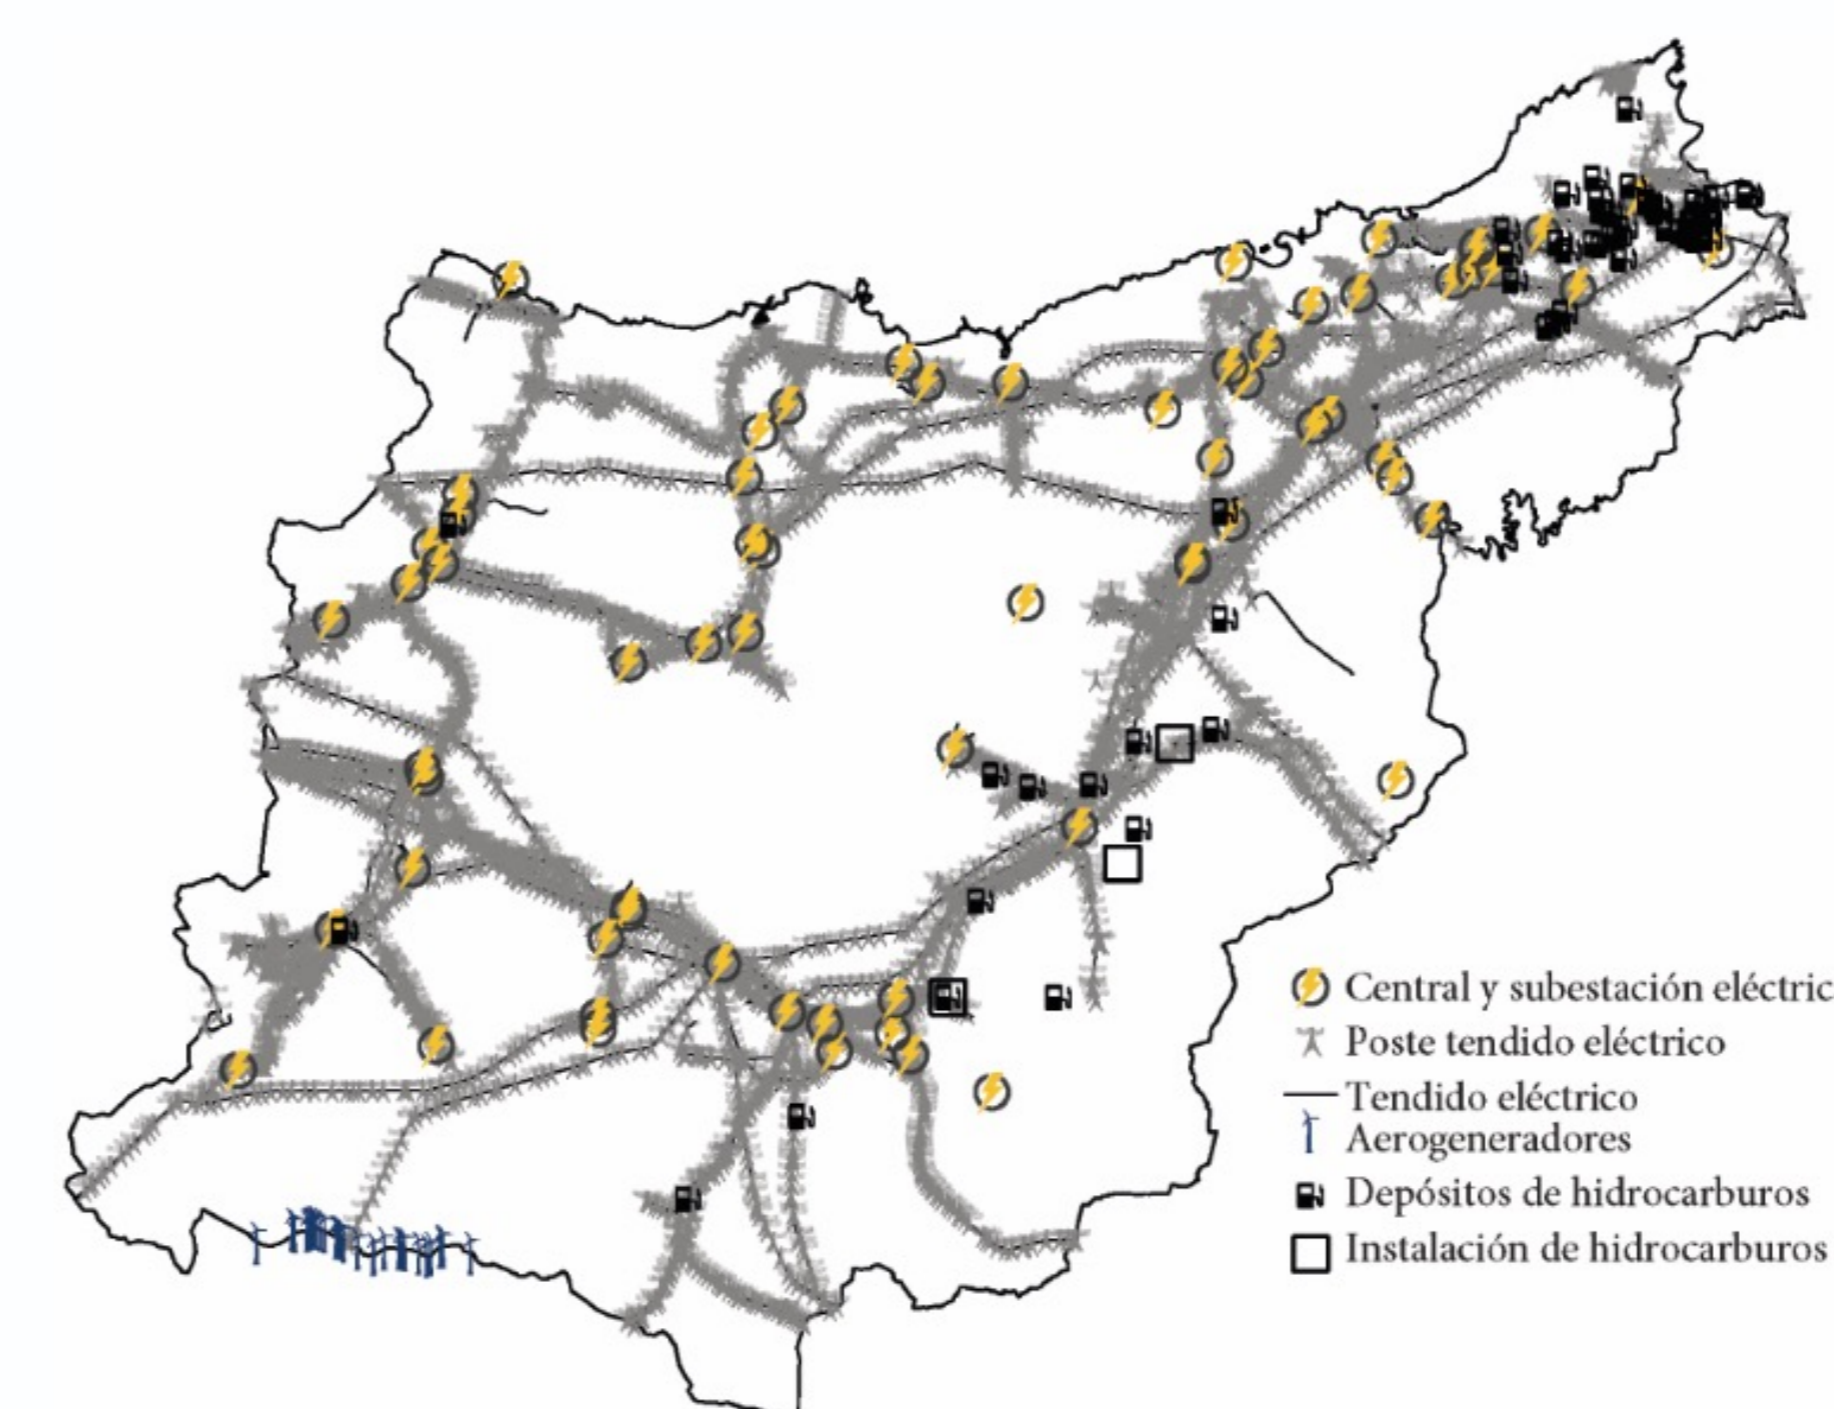 Central y subestación eléctric
Poste tendido eléctrico
Tendido eléctrico
Aerogeneradores
Depósitos de hidrocarburos
Instalación de hidrocarburos